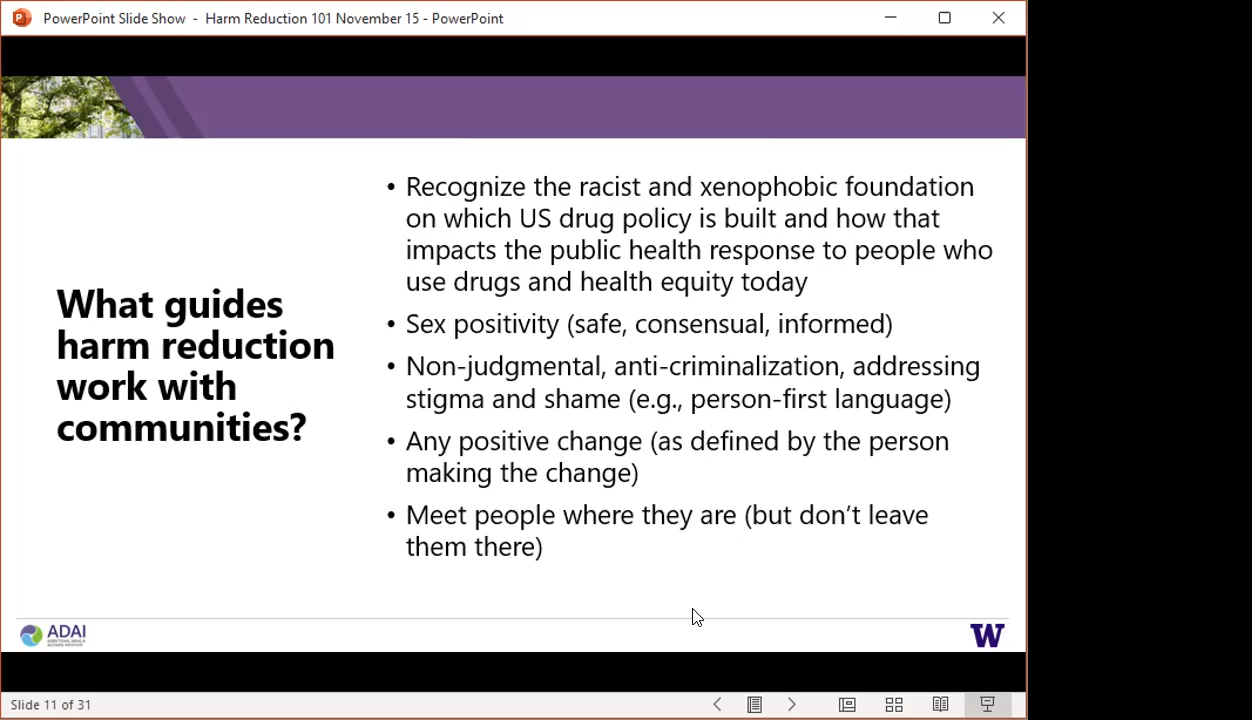 PowerPoint Slide Show - Harm Reduction 101 November 15 - PowerPoint
What guides
harm reduction
work with
communities?
• Recognize the racist and xenophobic foundation
on which US drug policy is built and how that
impacts the public health response to people who
use drugs and health equity today
• Sex positivity (safe, consensual, informed)
• Non-judgmental, anti-criminalization, addressing
stigma and shame (e.g., person-first language)
• Any positive change (as defined by the person
making the change)
• Meet people where they are (but don’t leave
them there)
ADAI
W
Slide 11 of 31